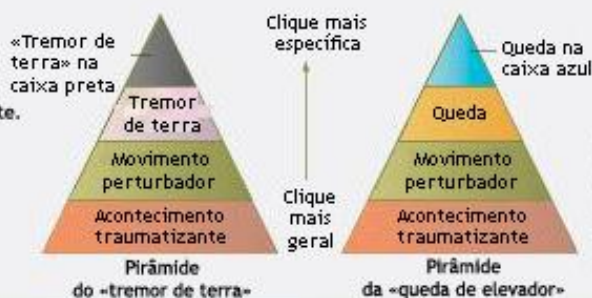 «Tremor de
terra» na
caixa preta
te.
Tremor
de terra
Movimento
perturbador
Acontecimento
traumatizante
Pirâmide
do «tremor de terra»
Clique mais
específica
Clique
mais
geral
Queda na
caixa azul
Queda
Movimento
perturbador
Acontecimento
traumatizante
Pirâmide
da «queda de elevador»